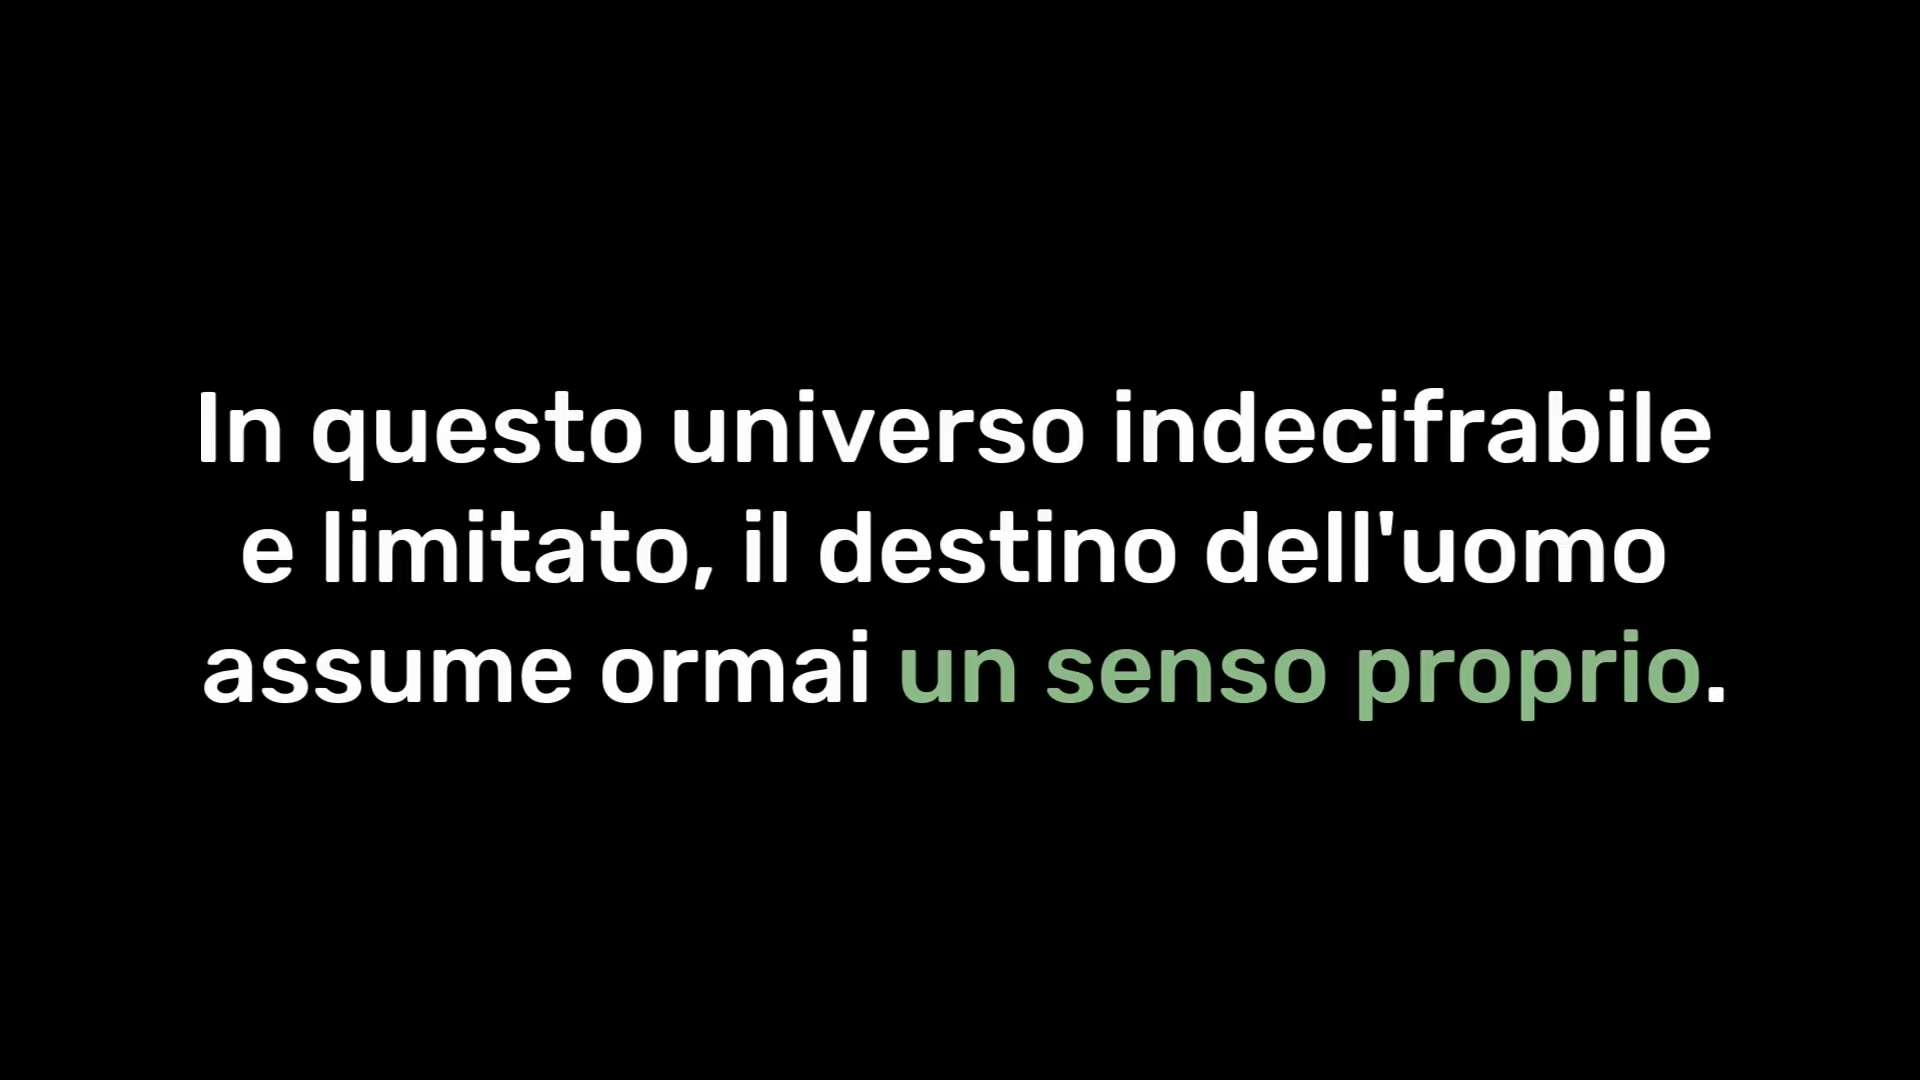 In questo universo indecifrabile
e limitato, il destino dell'uomo
assume ormai un senso proprio.